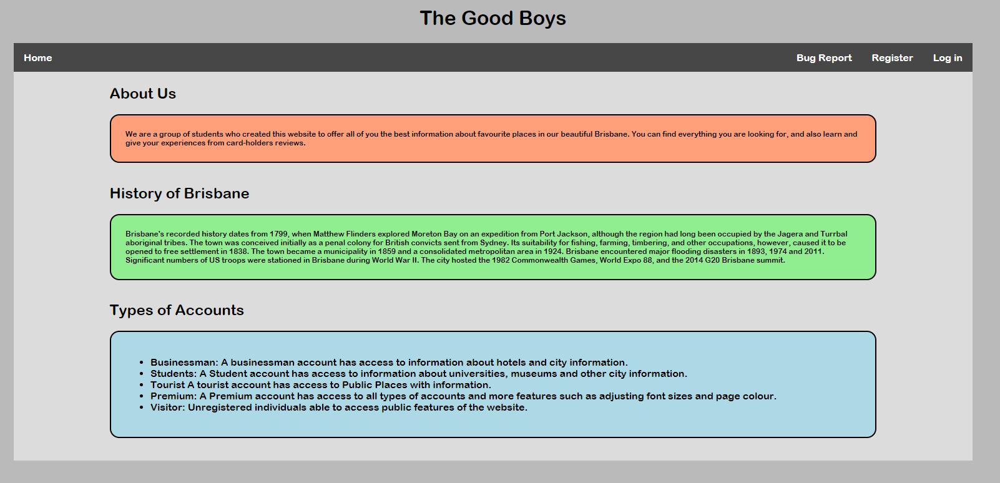 The Good Boys
Home Bug Report Register Log in
About Us
We are a group of students who created this website to offer all of you the best information about favourite places in our beautiful Brisbane. You can find everything you are looking for, and also learn and
give your experiences from card-holders reviews.
History of Brisbane
Brisbane's recorded history dates from 1799, when Matthew Flinders explored Moreton Bay on an expedition from Port Jackson, although the region had long been occupied by the Jagera and Turrbal
aboriginal tribes. The town was conceived initially as a penal colony for British convicts sent from Sydney. Its suitability for fishing, farming, timbering, and other occupations, however, caused it to be
opened to free settlement in 1838. The town became a municipality in 1859 and a consolidated metropolitan area in 1924. Brisbane encountered major flooding disasters in 1893, 1974 and 2011.
Significant numbers of US troops were stationed in Brisbane during World War II. The city hosted the 1982 Commonwealth Games, World Expo 88, and the 2014 G20 Brisbane summit.
Types of Accounts
• Businessman: A businessman account has access to information about hotels and city information.
• Students: A Student account has access to information about universities, museums and other city information.
• Tourist A tourist account has access to Public Places with information.
• Premium: A Premium account has access to all types of accounts and more features such as adjusting font sizes and page colour.
• Visitor: Unregistered individuals able to access public features of the website.